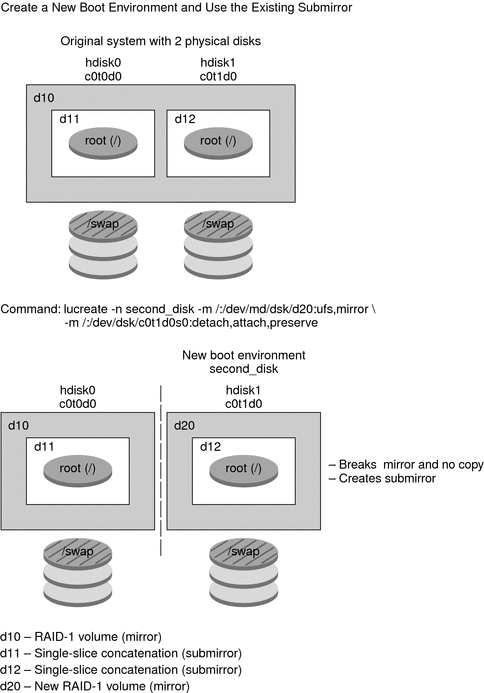 Create a New Boot Environment and Use the Existing Submirror
Original system with 2 physical disks
hdisk0
c0t0d0
hdisk1
c0t1d0
d10
d11
root (/)
d12
root (/)
/swap
/swap
Command: lucreate -n second_disk -m /:/dev/md/dsk/d20:ufs,mirror \
-m /:/dev/dsk/c0t1d0s0:detach,attach,preserve
New boot environment
second_disk
hdisk0
c0t0d0
hdisk1
c0t1d0
d10
d11
root (/)
d20
d12
root (/)
– Breaks mirror and no copy
– Creates submirror
/swap
/swap
d10 – RAID-1 volume (mirror)
d11 – Single-slice concatenation (submirror)
d12 – Single-slice concatenation (submirror)
d20 – New RAID-1 volume (mirror)